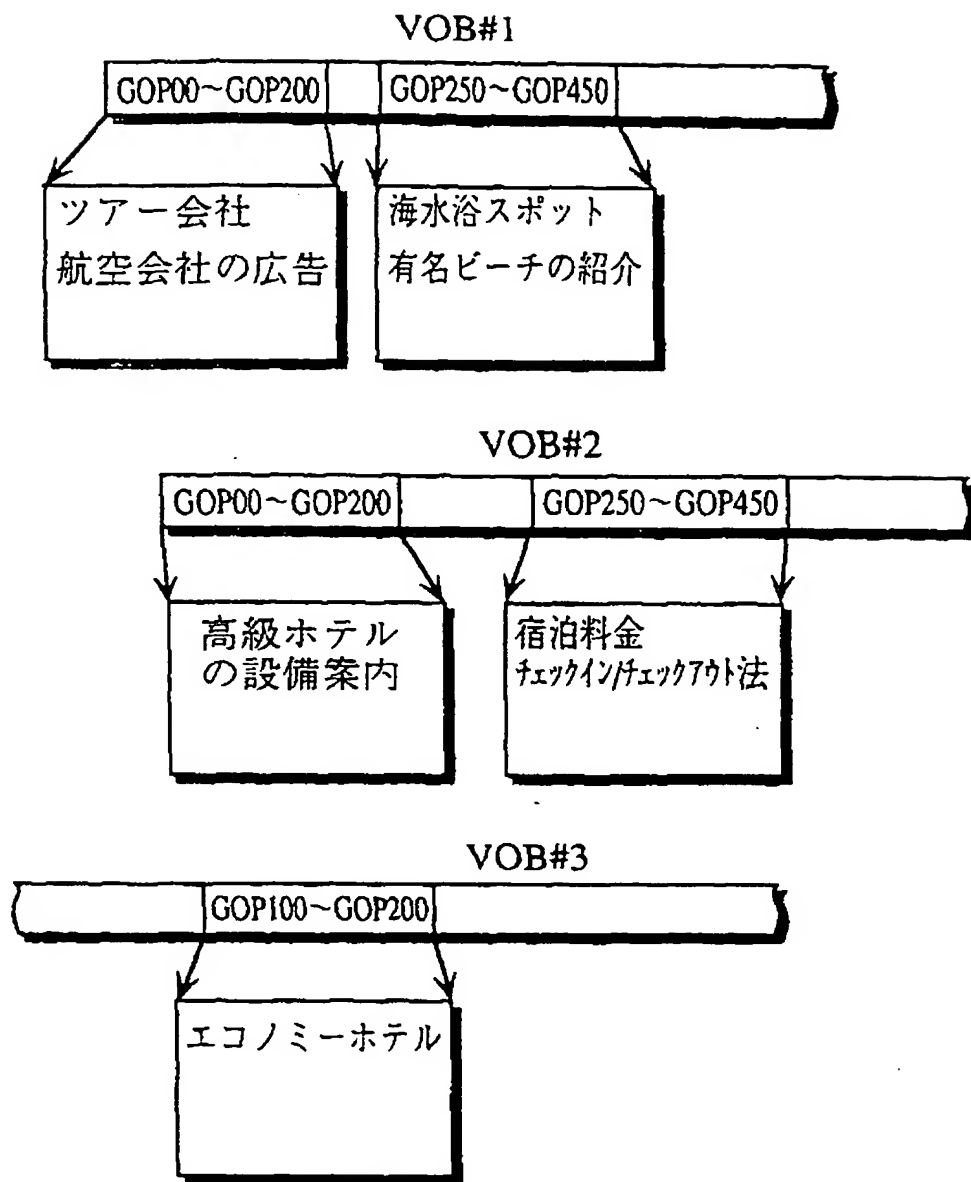 VOB#1
GOP00～GOP200
GOP250～GOP450
ツアー会社
航空会社の広告
海水浴スポット
有名ビーチの紹介
VOB#2
GOP00～GOP200
GOP250～GOP450
高級ホテル
の設備案内
宿泊料金
チェックイン/チェックアウト法
VOB#3
GOP100～GOP200
エコノミーホテル